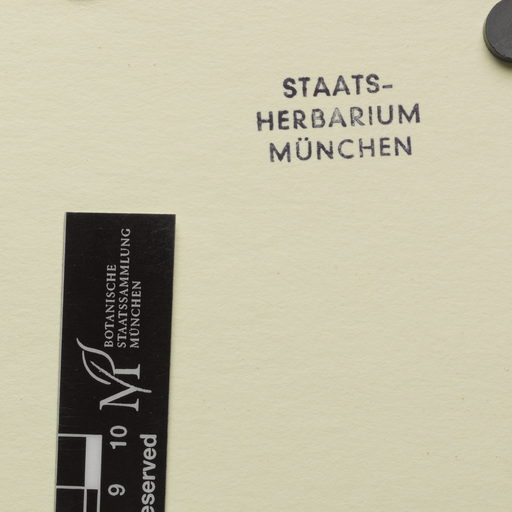 STAATS-
HERBARIUM
MÜNCHEN
BOTANISCHE
STAATSSAMMLUNG
MÜNCHEN
M
10
9
eserved